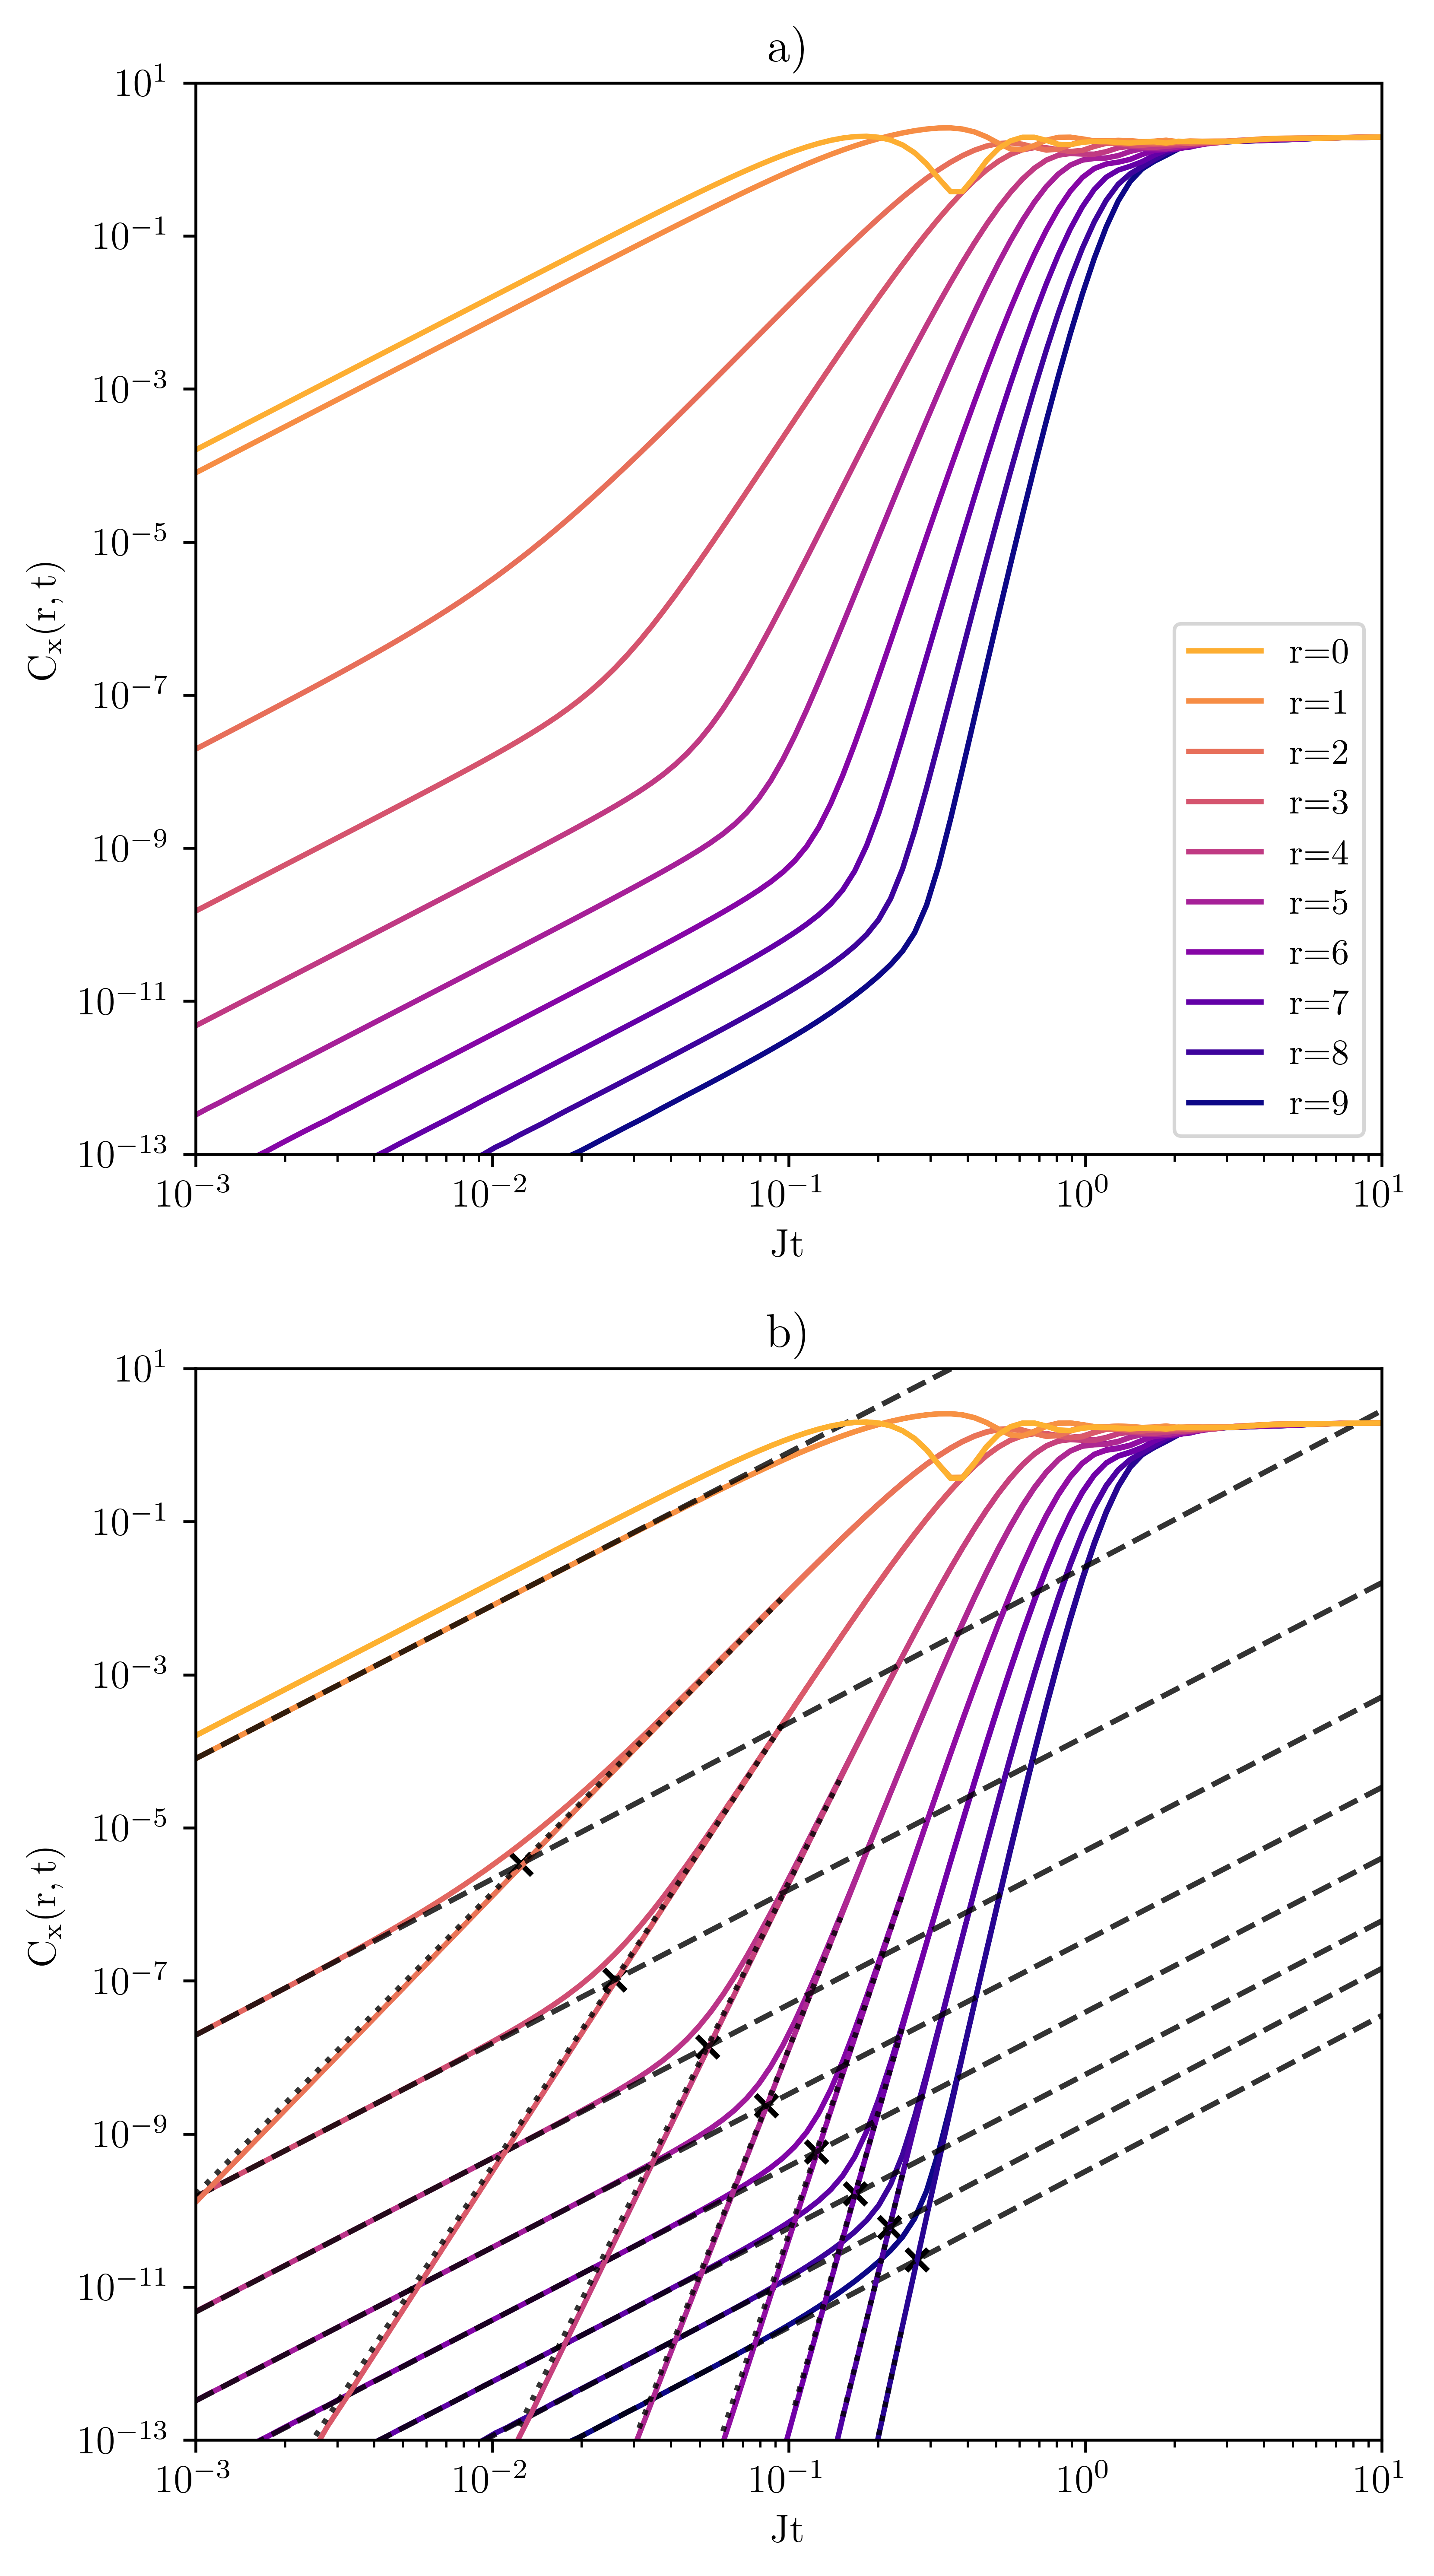 a)
10^1
10^-1
10^-3
10^-5
10^-7
10^-9
10^-11
10^-13
C_x(r, t)
r=0
r=1
r=2
r=3
r=4
r=5
r=6
r=7
r=8
r=9
10^-3 10^-2 10^-1 10^0 10^1
Jt
b)
10^1
10^-1
10^-3
10^-5
10^-7
10^-9
10^-11
10^-13
C_x(r, t)
10^-3 10^-2 10^-1 10^0 10^1
Jt